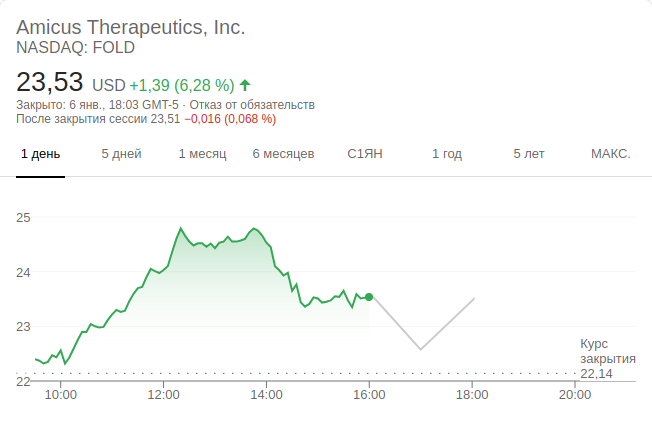 Amicus Therapeutics, Inc.
NASDAQ: FOLD
23,53 USD +1,39 (6,28 %)
Закрыто: 6 янв., 18:03 GMT-5 · Отказ от обязательств
После закрытия сессии 23,51 −0,016 (0,068 %)
1 день 5 дней 1 месяц 6 месяцев С1ЯН 1 год 5 лет МАКС.
25
24
23
22
Курс
закрытия
22,14
10:00 12:00 14:00 16:00 18:00 20:00